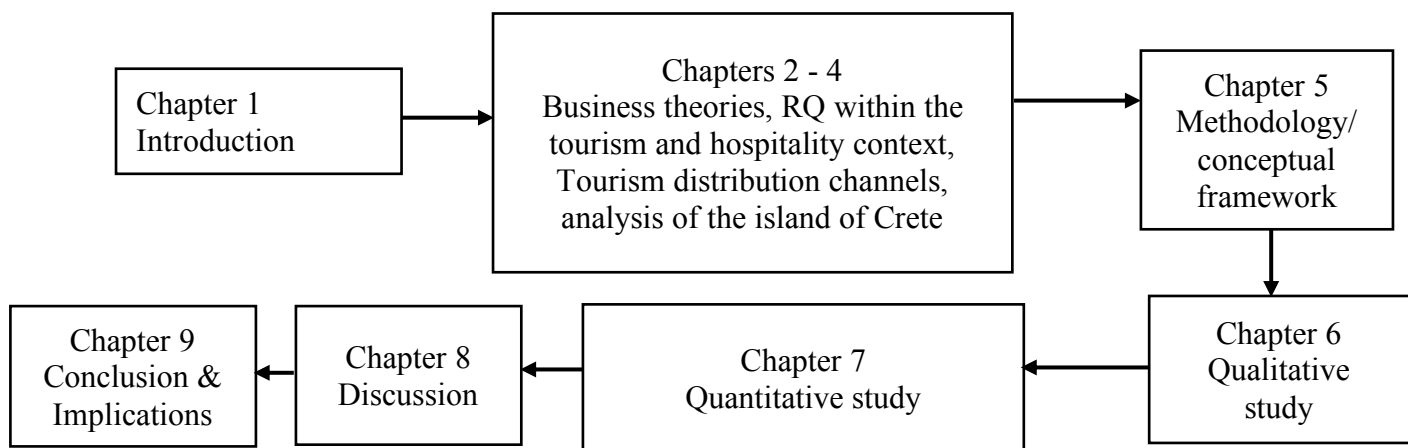 Chapter 1
Introduction
Chapters 2 - 4
Business theories, RQ within the
tourism and hospitality context,
Tourism distribution channels,
analysis of the island of Crete
Chapter 5
Methodology/
conceptual
framework
Chapter 6
Qualitative
study
Chapter 7
Quantitative study
Chapter 8
Discussion
Chapter 9
Conclusion &
Implications